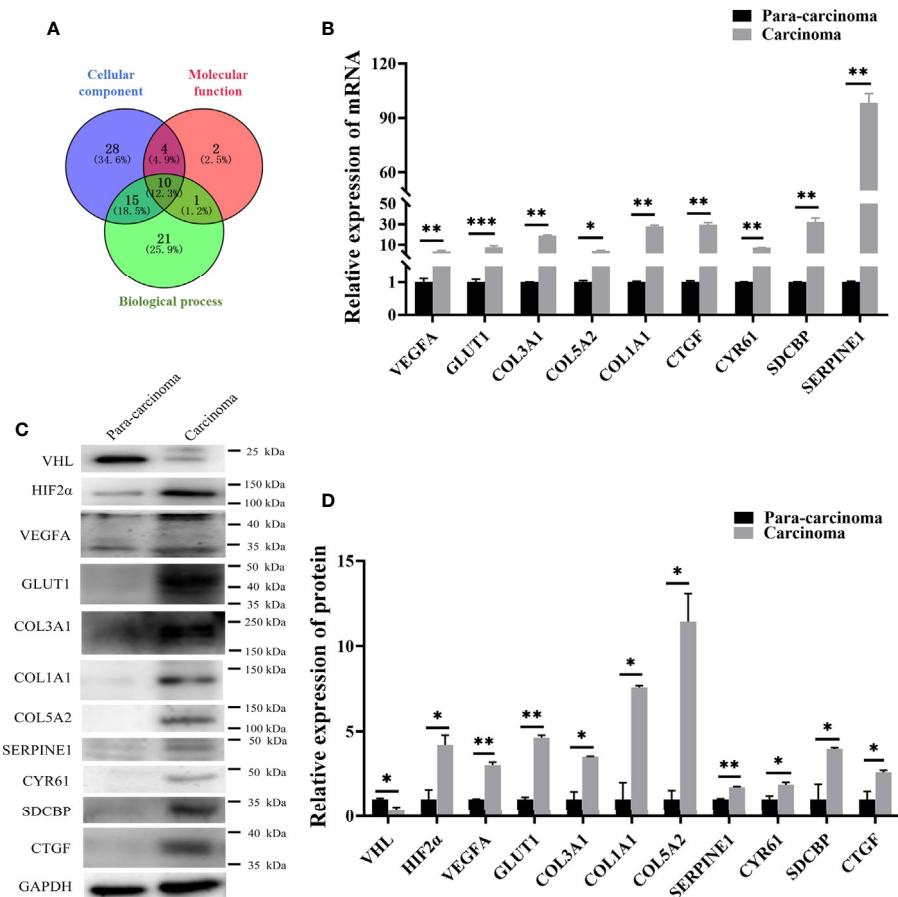 A
Cellular
component
Molecular
function
28
(34.6%)
4
(4.9%)
2
(2.5%)
10
(12.3%)
15
(18.5%)
1
(1.2%)
21
(25.9%)
Biological process
B
Para-carcinoma
Carcinoma
Relative expression of mRNA
120
90
60
50
30
10
1
0
**
***
**
*
**
**
**
**
**
VEGFA
GLUT1
COL3A1
COL5A2
COL1A1
CTGF
CYR61
SDCBP
SERPINE1
C
Para-carcinoma
Carcinoma
VHL
25 kDa
HIF2α
150 kDa
100 kDa
VEGFA
40 kDa
35 kDa
GLUT1
50 kDa
40 kDa
35 kDa
COL3A1
250 kDa
150 kDa
COL1A1
150 kDa
COL5A2
150 kDa
100 kDa
SERPINE1
50 kDa
CYR61
50 kDa
SDCBP
35 kDa
CTGF
40 kDa
35 kDa
GAPDH
D
Para-carcinoma
Carcinoma
Relative expression of protein
15
10
5
0
*
*
**
**
*
*
*
**
*
*
*
VHL
HIF2α
VEGFA
GLUT1
COL3A1
COL1A1
COL5A2
SERPINE1
CYR61
SDCBP
CTGF